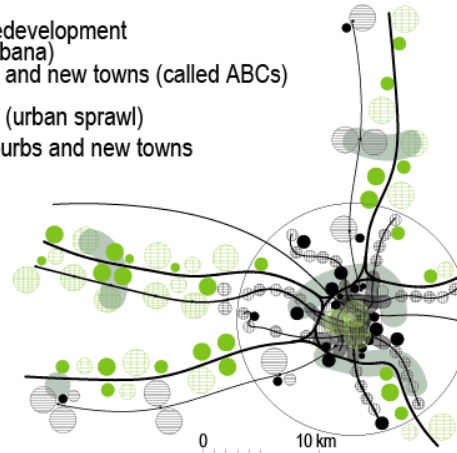 edevelopment
bana)
and new towns (called ABCs)
(urban sprawl)
urbs and new towns
0 10 km